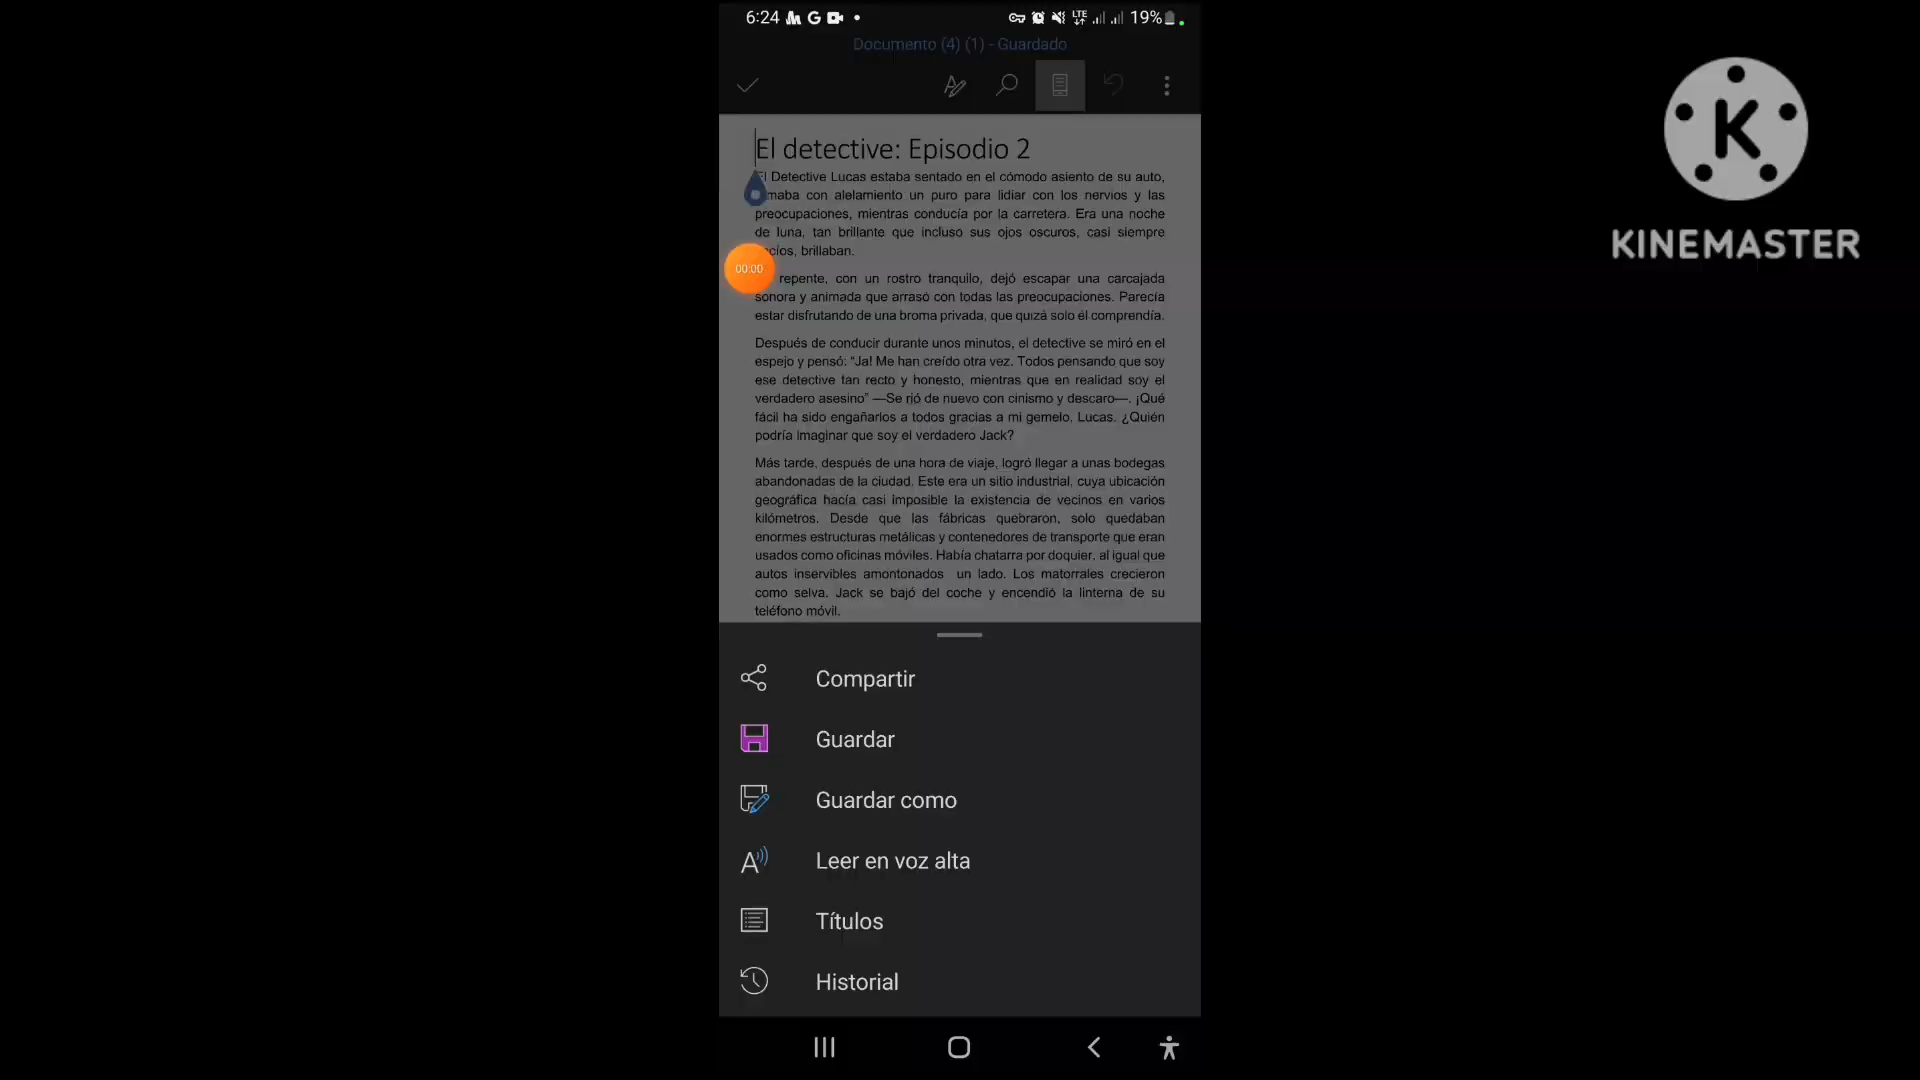 6:24
LTE
19%
Documento (4) (1) - Guardado
K
KINEMASTER
El detective: Episodio 2
El Detective Lucas estaba sentado en el cómodo asiento de su auto,
maba con alelamiento un puro para lidiar con los nervios y las
preocupaciones, mientras conducía por la carretera. Era una noche
de luna, tan brillante que incluso sus ojos oscuros, casi siempre
cíos, brillaban.
00:00
repente, con un rostro tranquilo, dejó escapar una carcajada
sonora y animada que arrasó con todas las preocupaciones. Parecía
estar disfrutando de una broma privada, que quizá solo él comprendía.
Después de conducir durante unos minutos, el detective se miró en el
espejo y pensó: “Ja! Me han creído otra vez. Todos pensando que soy
ese detective tan recto y honesto, mientras que en realidad soy el
verdadero asesino” —Se rió de nuevo con cinismo y descaro—. ¡Qué
fácil ha sido engañarlos a todos gracias a mi gemelo, Lucas. ¿Quién
podría imaginar que soy el verdadero Jack?
Más tarde, después de una hora de viaje, logró llegar a unas bodegas
abandonadas de la ciudad. Este era un sitio industrial, cuya ubicación
geográfica hacía casi imposible la existencia de vecinos en varios
kilómetros. Desde que las fábricas quebraron, solo quedaban
enormes estructuras metálicas y contenedores de transporte que eran
usados como oficinas móviles. Había chatarra por doquier, al igual que
autos inservibles amontonados un lado. Los matorrales crecieron
como selva. Jack se bajó del coche y encendió la linterna de su
teléfono móvil.
Compartir
Guardar
Guardar como
Leer en voz alta
Títulos
Historial